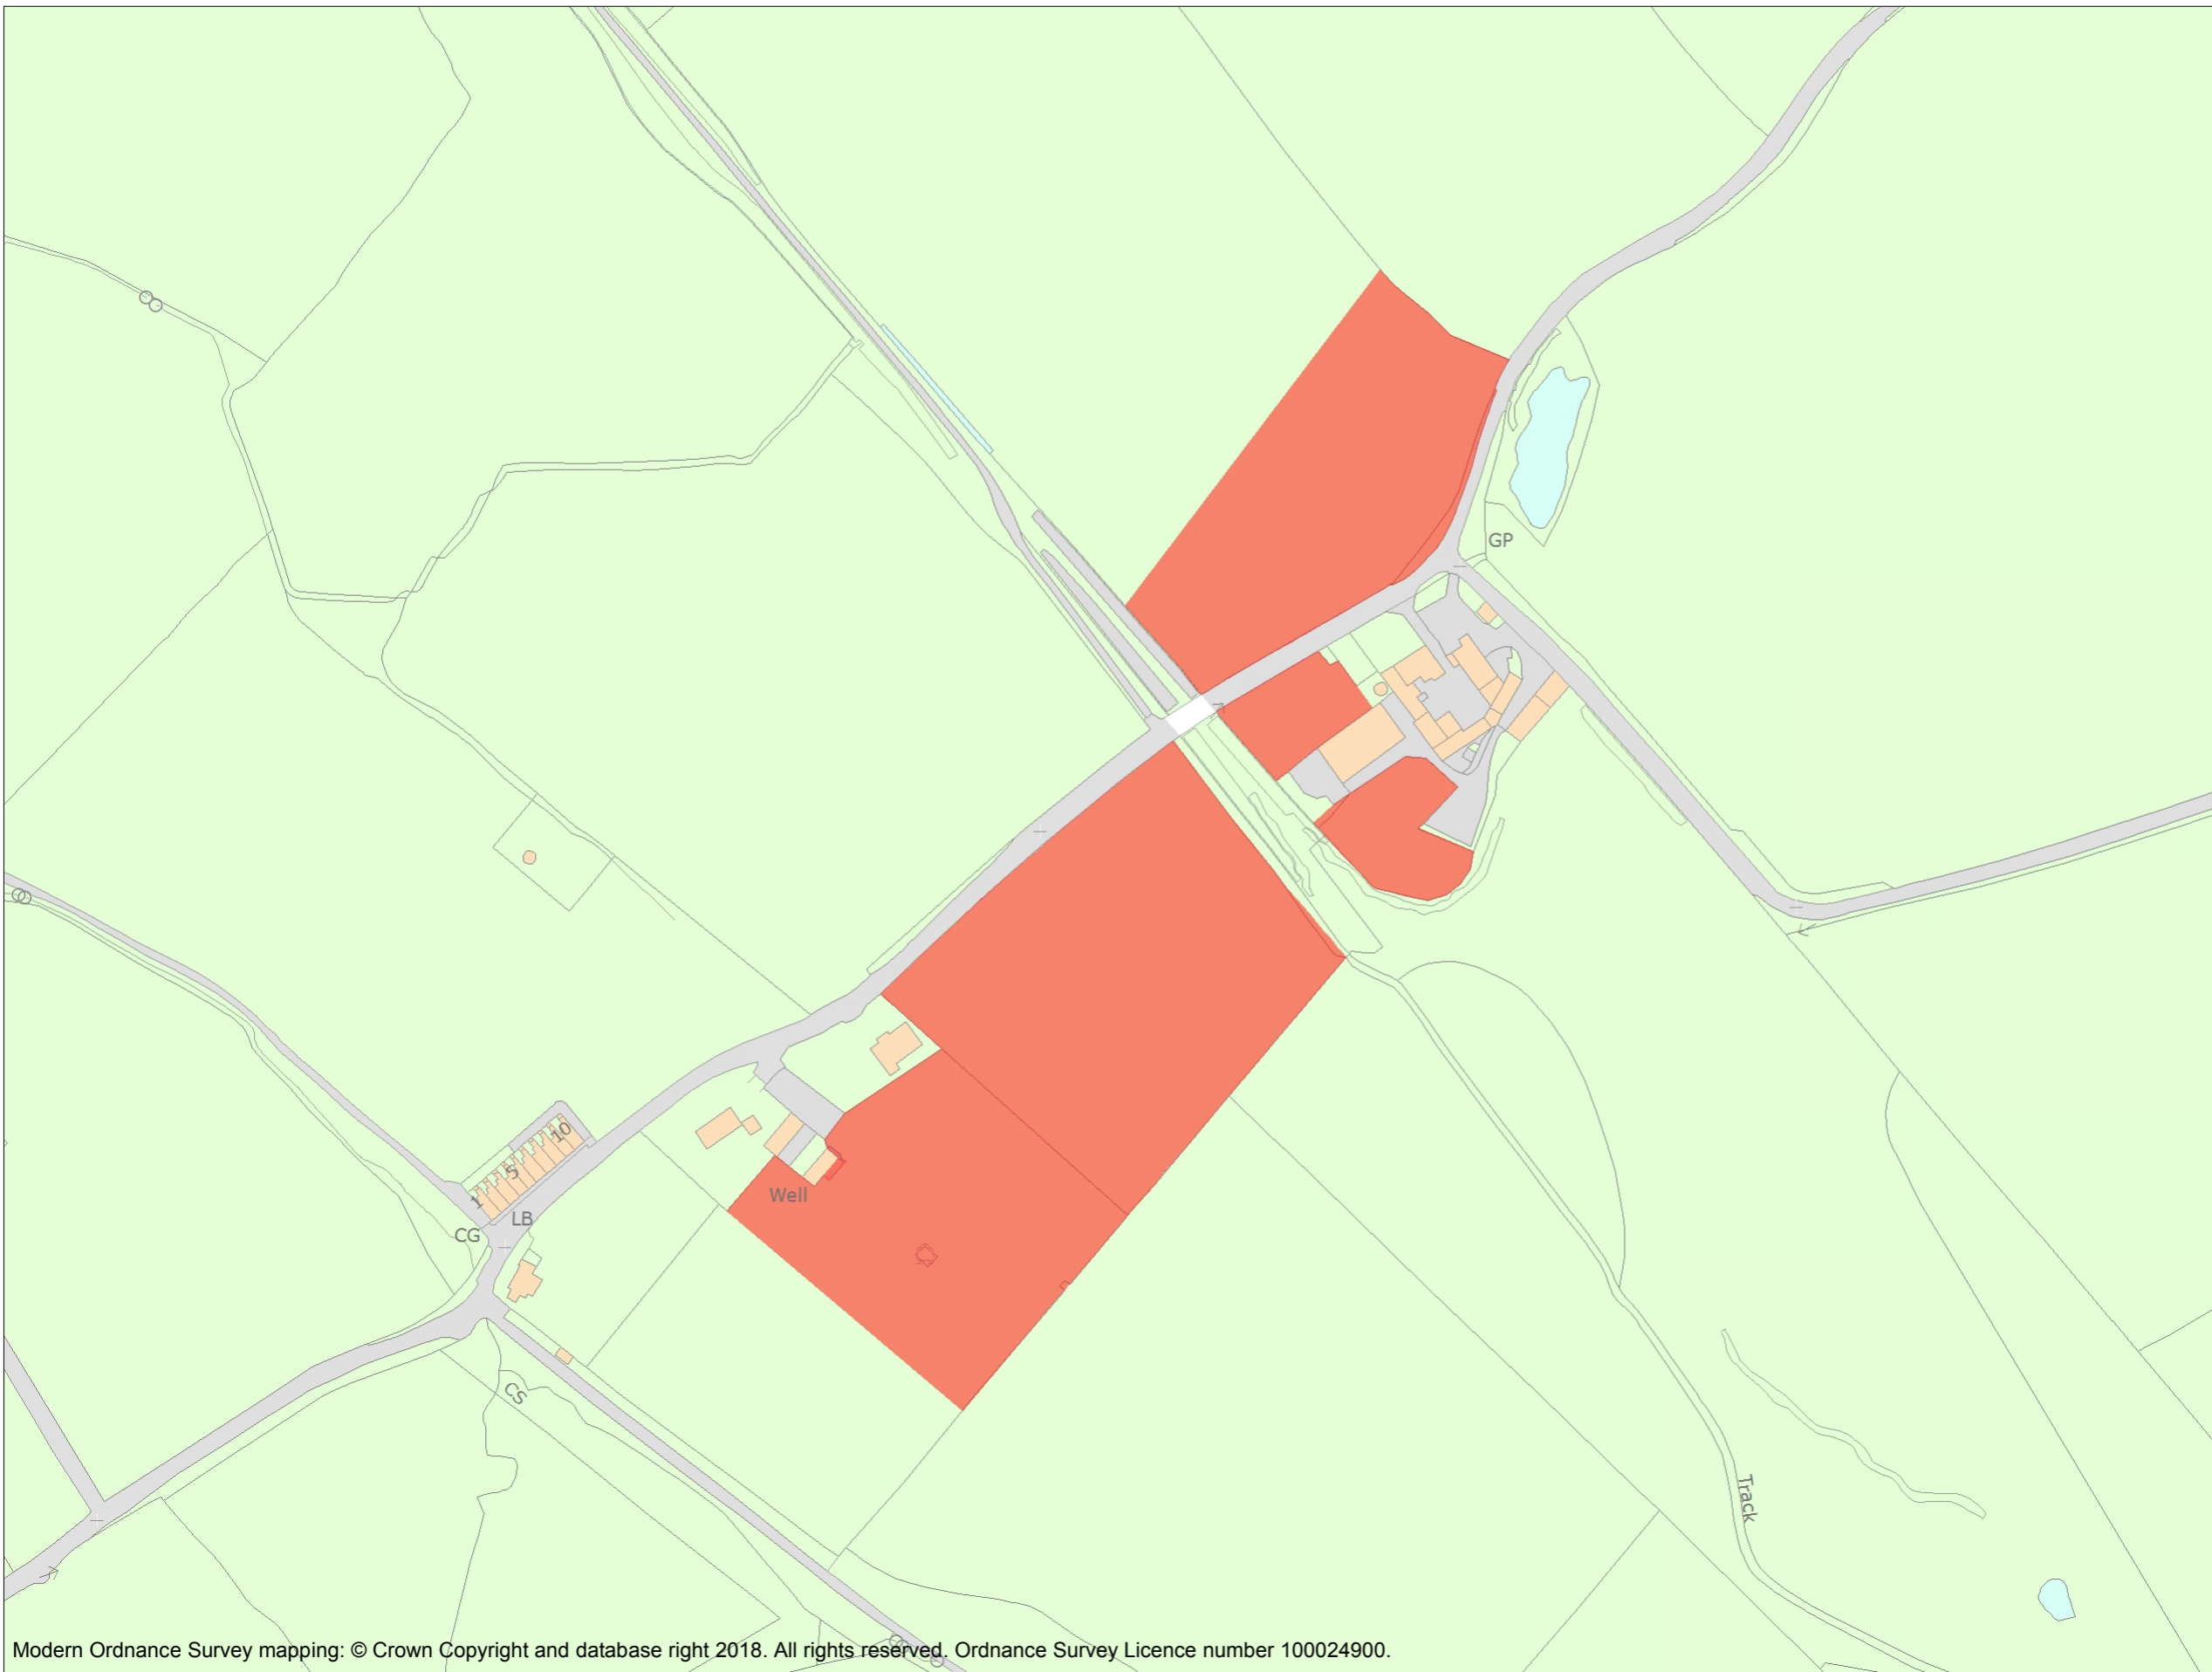 GP
10
5
1
Well
LB
CG
CS
Track
Modern Ordnance Survey mapping: © Crown Copyright and database right 2018. All rights reserved. Ordnance Survey Licence number 100024900.